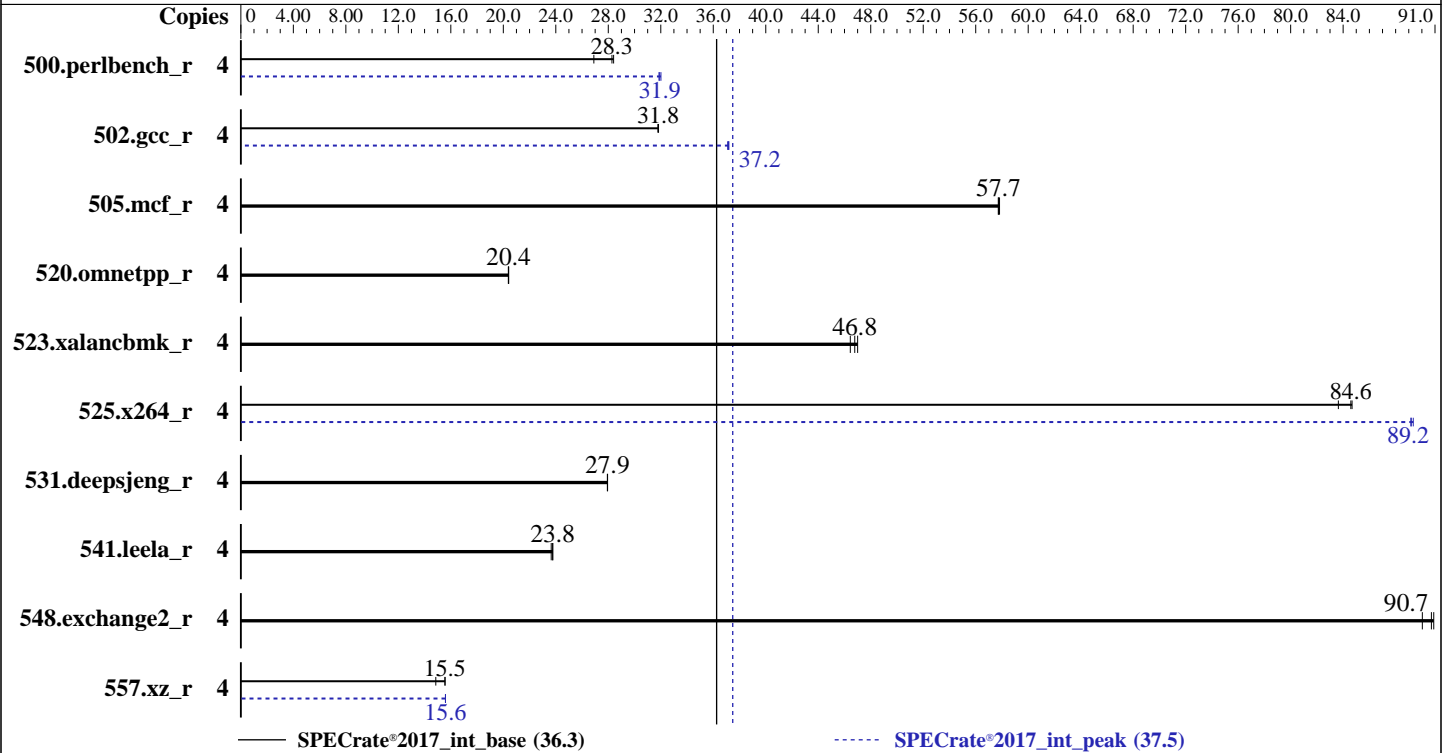 Copies 0 4.00 8.00 12.0 16.0 20.0 24.0 28.0 32.0 36.0 40.0 44.0 48.0 52.0 56.0 60.0 64.0 68.0 72.0 76.0 80.0 84.0 91.0
500.perlbench_r 4 28.3
31.9
502.gcc_r 4 31.8
37.2
505.mcf_r 4 57.7
520.omnetpp_r 4 20.4
523.xalancbmk_r 4 46.8
525.x264_r 4 84.6
89.2
531.deepsjeng_r 4 27.9
541.leela_r 4 23.8
548.exchange2_r 4 90.7
557.xz_r 4 15.5
15.6
SPECrate®2017_int_base (36.3) SPECrate®2017_int_peak (37.5)